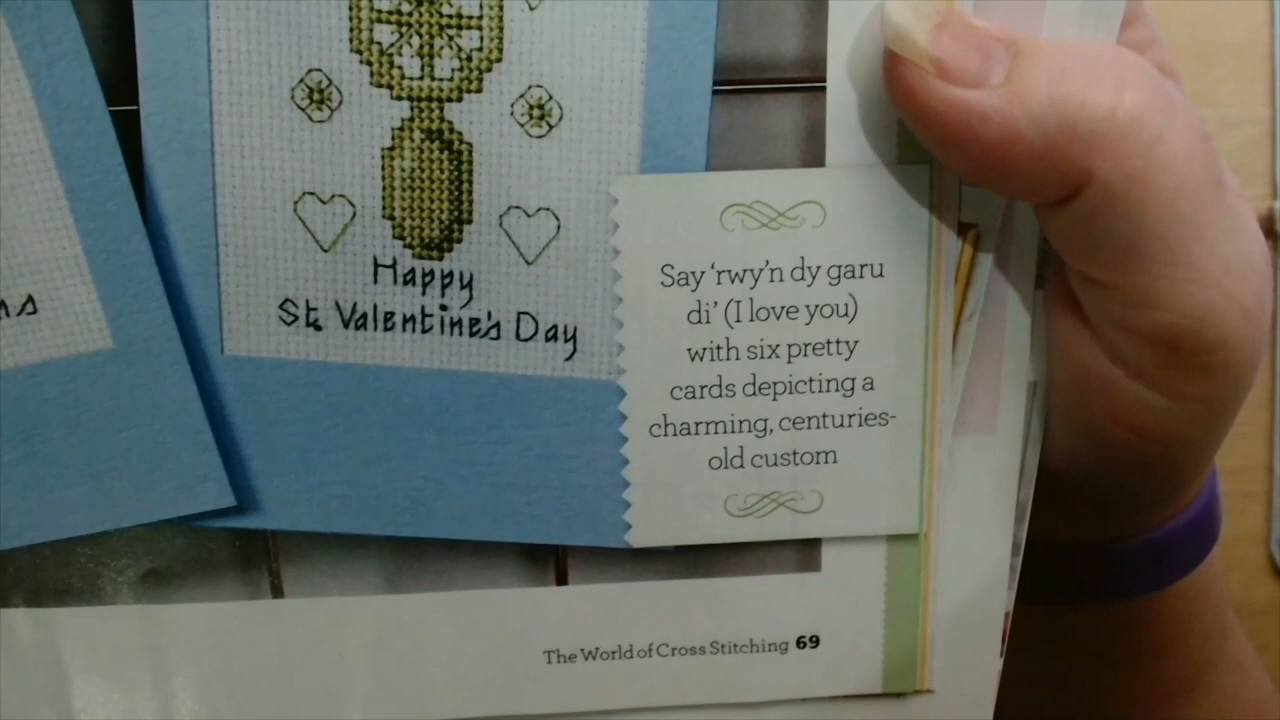 Happy
St Valentine's Day
Say 'rwy'n dy garu
di' (I love you)
with six pretty
cards depicting a
charming, centuries-
old custom
The World of Cross Stitching 69